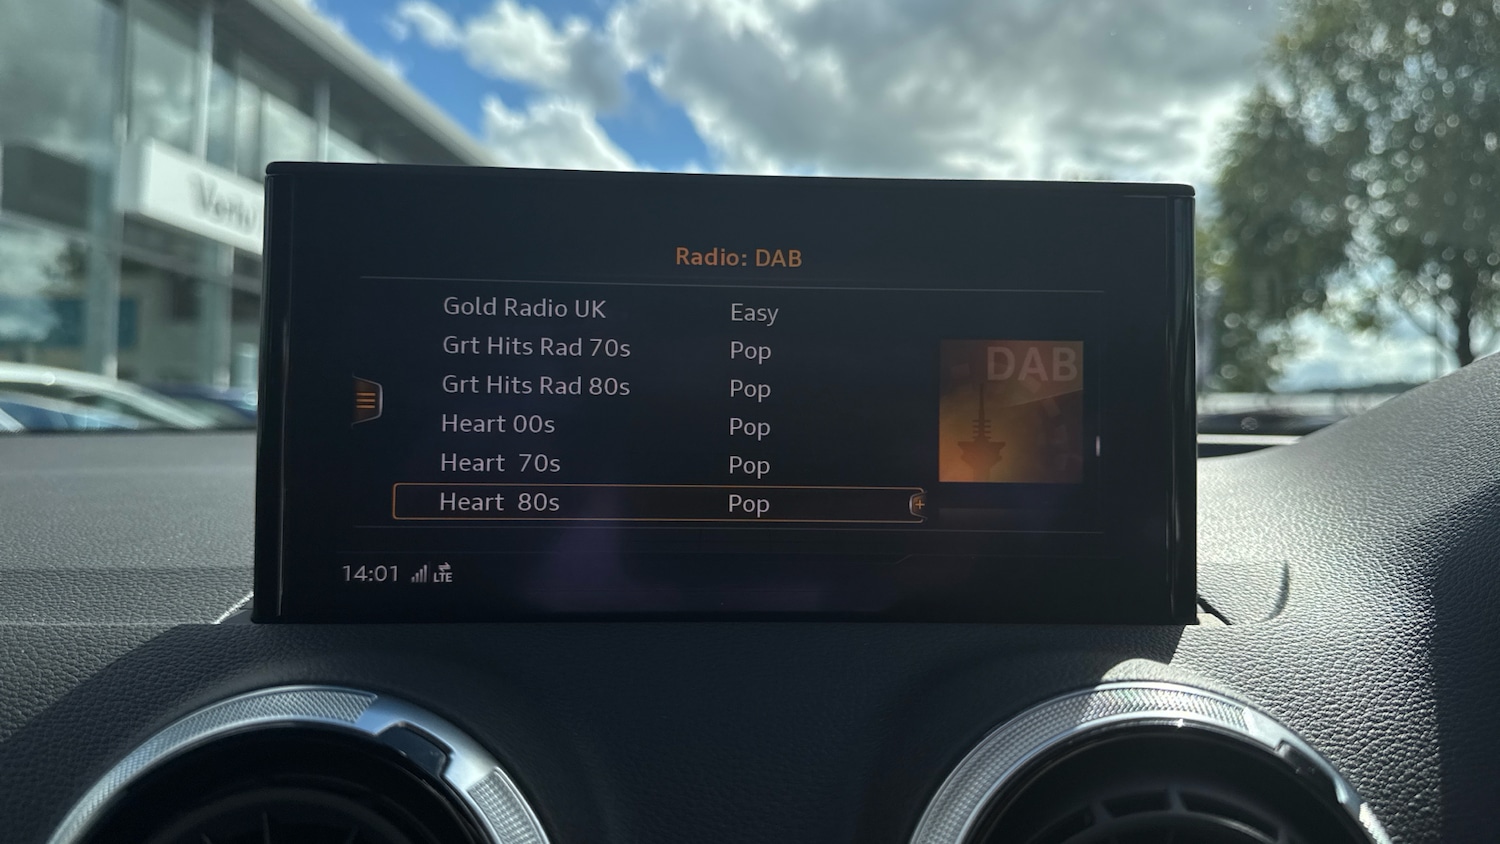 Radio: DAB
Gold Radio UK Easy
Grt Hits Rad 70s Pop
Grt Hits Rad 80s Pop
Heart 00s Pop
Heart 70s Pop
Heart 80s Pop
DAB
14:01 LTE